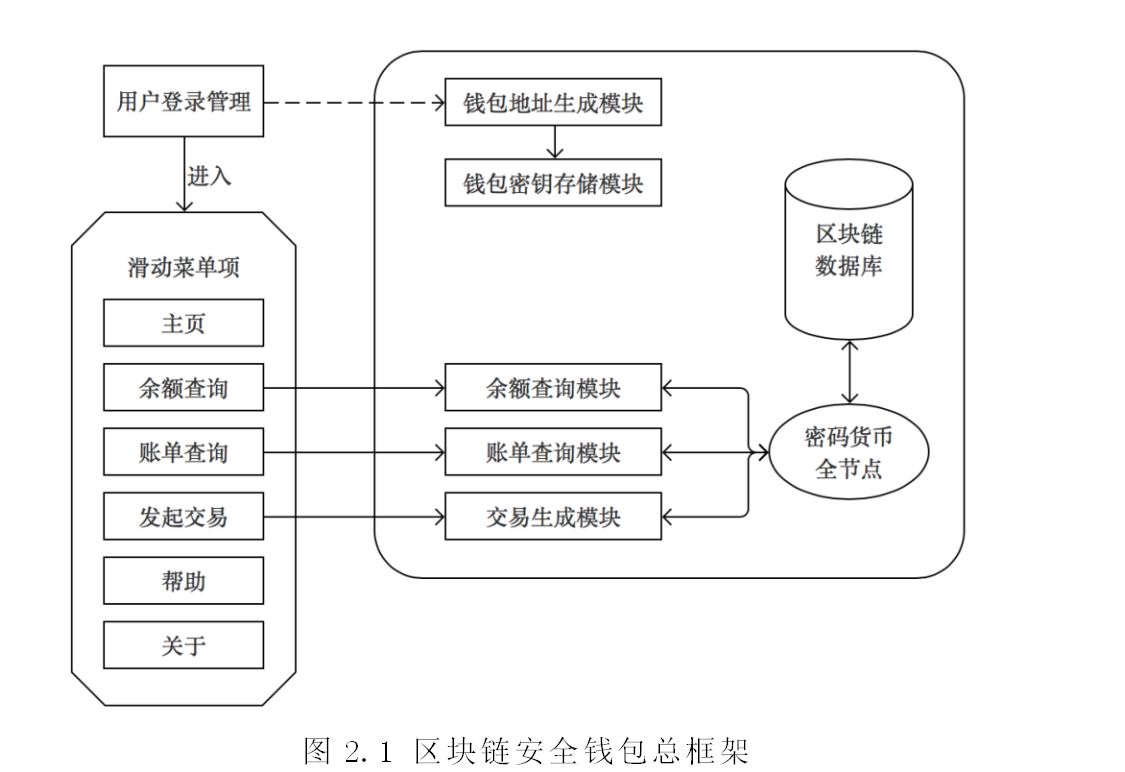 用户登录管理
进入
滑动菜单项
主页
余额查询
账单查询
发起交易
帮助
关于
钱包地址生成模块
钱包密钥存储模块
余额查询模块
账单查询模块
交易生成模块
区块链
数据库
密码货币
全节点
图 2.1 区块链安全钱包总框架